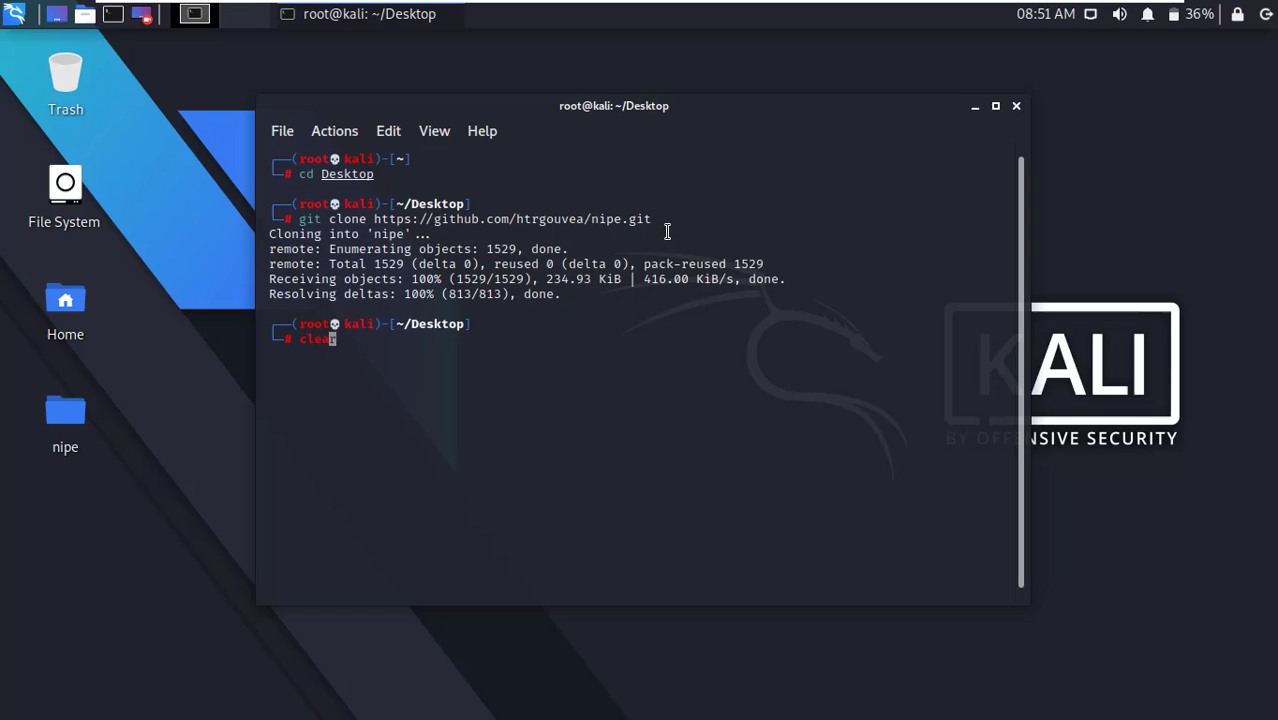 root@kali: ~/Desktop
08:51 AM
36%
Trash
File System
Home
nipe
root@kali: ~/Desktop
File Actions Edit View Help
┌──(root💀kali)-[~]
└─# cd Desktop
┌──(root💀kali)-[~/Desktop]
└─# git clone https://github.com/htrgouvea/nipe.git
Cloning into 'nipe'...
remote: Enumerating objects: 1529, done.
remote: Total 1529 (delta 0), reused 0 (delta 0), pack-reused 1529
Receiving objects: 100% (1529/1529), 234.93 KiB | 416.00 KiB/s, done.
Resolving deltas: 100% (813/813), done.
┌──(root💀kali)-[~/Desktop]
└─# clear
KALI
BY OFFENSIVE SECURITY